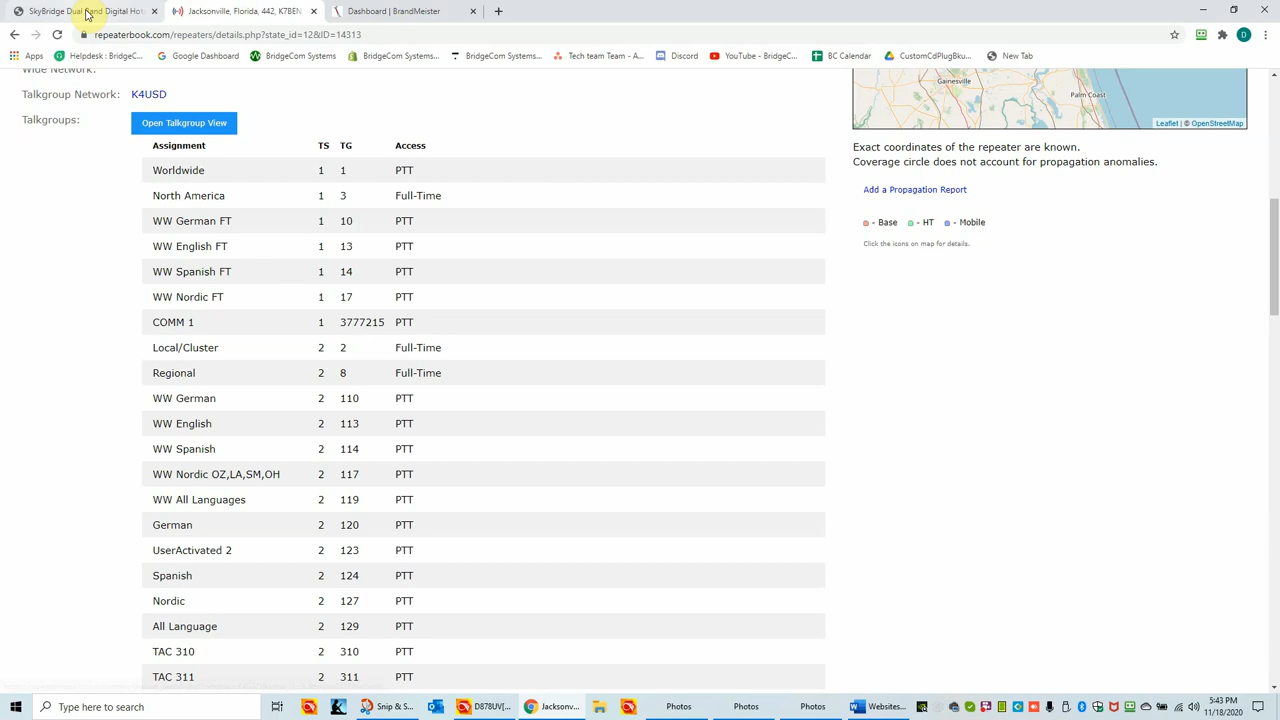 SkyBridge Dual Band Digital Hot
Jacksonville, Florida, 442, K7BEN
Dashboard | BrandMeister
repeaterbook.com/repeaters/details.php?state_id=12&ID=14313
D
Apps
Helpdesk : BridgeC...
Google Dashboard
BridgeCom Systems
BridgeCom Systems...
BridgeCom Systems...
Tech team Team - A...
Discord
YouTube - BridgeC...
BC Calendar
CustomCdPlugBku...
New Tab
Wide Network:
Talkgroup Network: K4USD
Talkgroups: Open Talkgroup View
Assignment TS TG Access
Worldwide 1 1 PTT
North America 1 3 Full-Time
WW German FT 1 10 PTT
WW English FT 1 13 PTT
WW Spanish FT 1 14 PTT
WW Nordic FT 1 17 PTT
COMM 1 1 3777215 PTT
Local/Cluster 2 2 Full-Time
Regional 2 8 Full-Time
WW German 2 110 PTT
WW English 2 113 PTT
WW Spanish 2 114 PTT
WW Nordic OZ,LA,SM,OH 2 117 PTT
WW All Languages 2 119 PTT
German 2 120 PTT
UserActivated 2 2 123 PTT
Spanish 2 124 PTT
Nordic 2 127 PTT
All Language 2 129 PTT
TAC 310 2 310 PTT
TAC 311 2 311 PTT
Gainesville
Palm Coast
Leaflet | © OpenStreetMap
Exact coordinates of the repeater are known.
Coverage circle does not account for propagation anomalies.
Add a Propagation Report
- Base - HT - Mobile
Click the icons on map for details.
Type here to search
Snip & S...
D878UV[...
Jacksonv...
Photos
Photos
Photos
Websites...
5:43 PM
11/18/2020